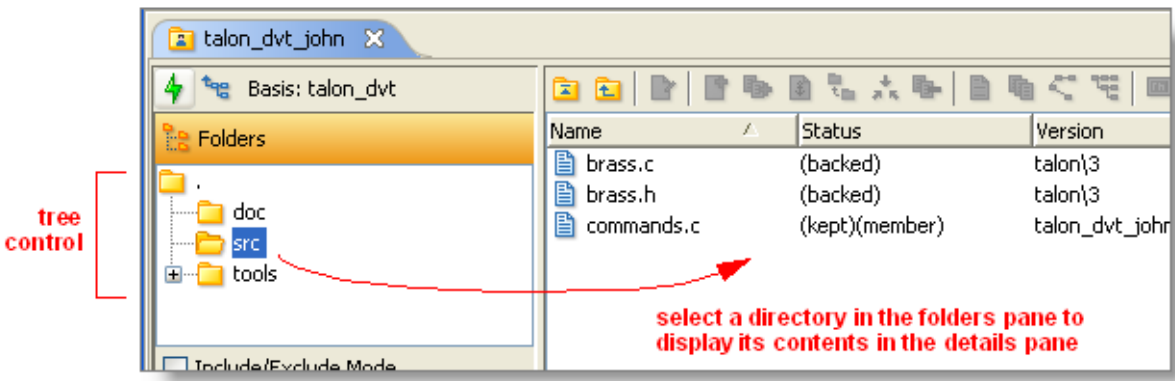 talon_dvt_john
Basis: talon_dvt
Folders
Name Status Version
.
doc
src
tools
brass.c (backed) talon\3
brass.h (backed) talon\3
commands.c (kept)(member) talon_dvt_john
tree
control
select a directory in the folders pane to
display its contents in the details pane
Include/Exclude Mode